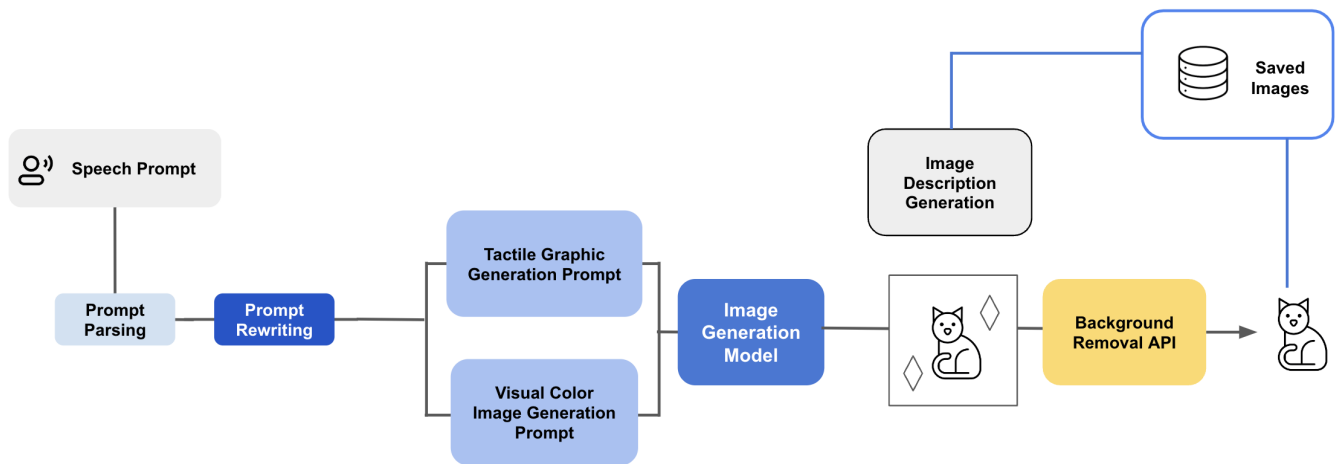 Speech Prompt
Prompt
Parsing
Prompt
Rewriting
Tactile Graphic
Generation Prompt
Visual Color
Image Generation
Prompt
Image
Generation
Model
Background
Removal API
Image
Description
Generation
Saved
Images